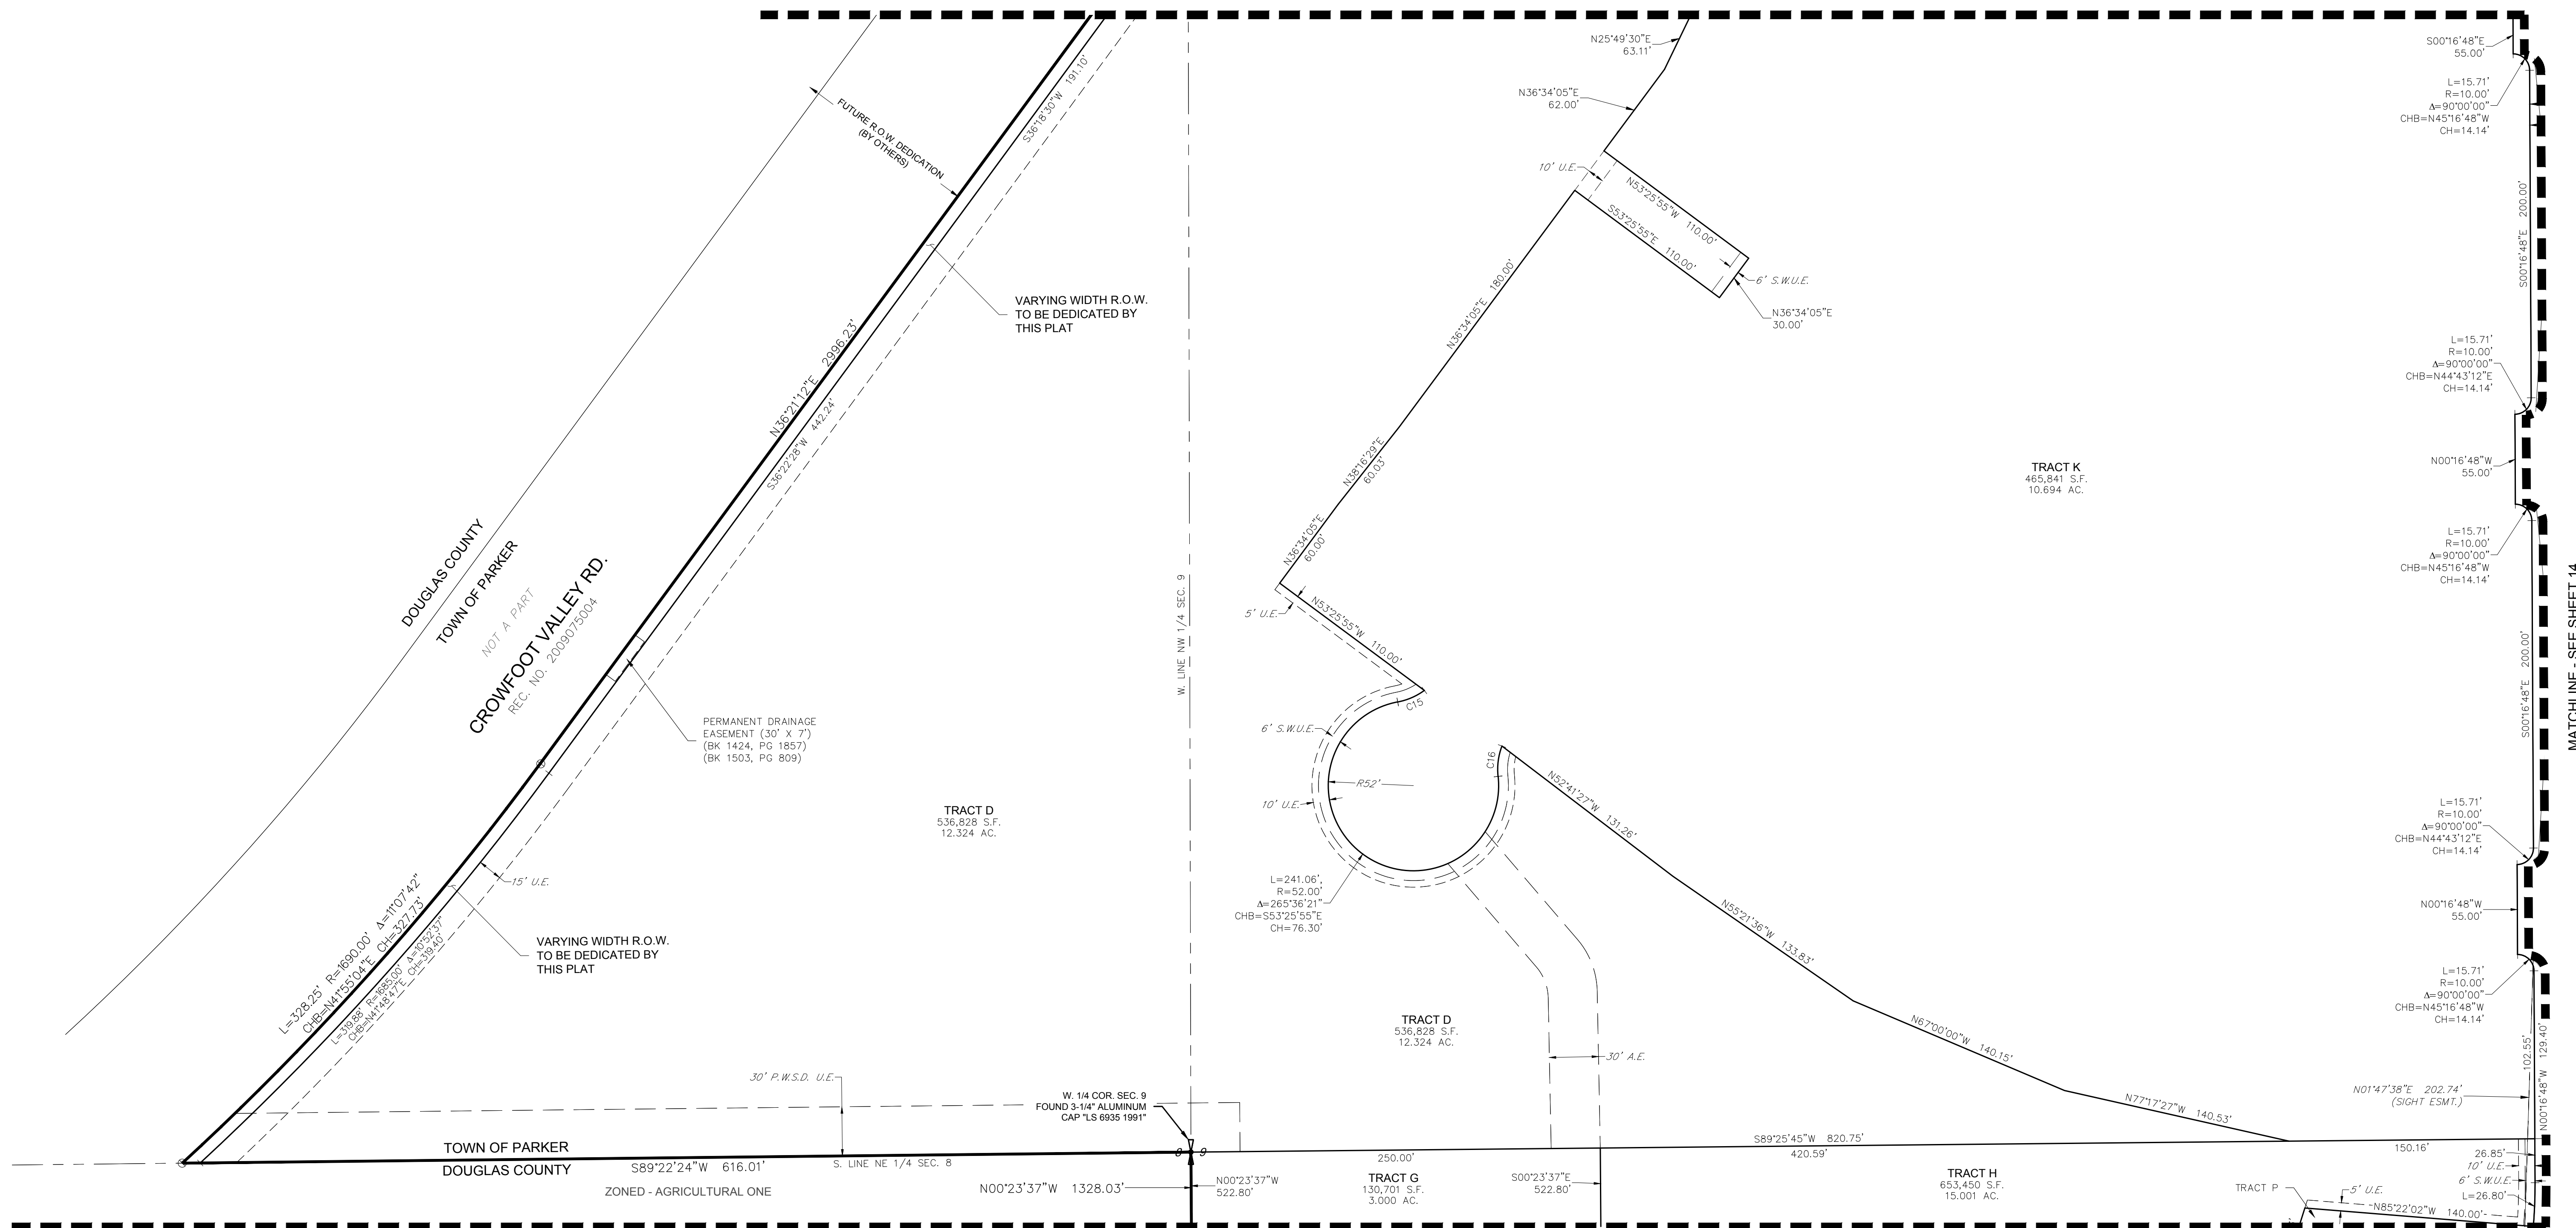 N25°49'30"E
63.11'
N36°34'05"E
62.00'
S00°16'48"E
55.00'
L=15.71'
R=10.00'
Δ=90°00'00"
CHB=N45°16'48"W
CH=14.14'
FUTURE R.O.W. DEDICATION
(BY OTHERS)
S36°18'30"W 191.10'
10' U.E.
N53°25'55"W 110.00'
S53°25'55"E 110.00'
6' S.W.U.E.
N36°34'05"E
30.00'
S00°16'48"E 200.00'
VARYING WIDTH R.O.W.
TO BE DEDICATED BY
THIS PLAT
N36°21'12"E 2996.23'
S36°22'28"W 442.24'
N36°34'05"E 180.00'
L=15.71'
R=10.00'
Δ=90°00'00"
CHB=N44°43'12"E
CH=14.14'
N38°16'29"E
60.03'
TRACT K
465,841 S.F.
10.694 AC.
N00°16'48"W
55.00'
DOUGLAS COUNTY
TOWN OF PARKER
NOT A PART
CROWFOOT VALLEY RD.
REC. NO. 2009075004
N36°34'05"E
60.00'
L=15.71'
R=10.00'
Δ=90°00'00"
CHB=N45°16'48"W
CH=14.14'
W. LINE NW 1/4 SEC. 9
5' U.E.
N53°25'55"W 110.00'
MATCHLINE - SEE SHEET 14
S00°16'48"E 200.00'
C15
6' S.W.U.E.
PERMANENT DRAINAGE
EASEMENT (30' X 7')
(BK 1424, PG 1857)
(BK 1503, PG 809)
C16
R52'
10' U.E.
N52°41'27"W 131.26'
TRACT D
536,828 S.F.
12.324 AC.
L=15.71'
R=10.00'
Δ=90°00'00"
CHB=N44°43'12"E
CH=14.14'
15' U.E.
L=241.06',
R=52.00'
Δ=265°36'21"
CHB=S53°25'55"E
CH=76.30'
N55°21'36"W 133.83'
N00°16'48"W
55.00'
L=328.25' R=1690.00' Δ=11°07'42"
CHB=N41°55'04"E CH=327.73'
L=319.88' R=1685.00' Δ=10°52'37"
CHB=N41°48'47"E CH=319.40'
VARYING WIDTH R.O.W.
TO BE DEDICATED BY
THIS PLAT
L=15.71'
R=10.00'
Δ=90°00'00"
CHB=N45°16'48"W
CH=14.14'
TRACT D
536,828 S.F.
12.324 AC.
30' A.E.
N67°00'00"W 140.15'
102.55'
N00°16'48"W 129.40'
30' P.W.S.D. U.E.
W. 1/4 COR. SEC. 9
FOUND 3-1/4" ALUMINUM
CAP "LS 6935 1991"
N77°17'27"W 140.53'
N01°47'38"E 202.74'
(SIGHT ESMT.)
TOWN OF PARKER
DOUGLAS COUNTY
S89°22'24"W 616.01'
S. LINE NE 1/4 SEC. 8
8 9
250.00'
S89°25'45"W 820.75'
420.59'
150.16'
26.85'
10' U.E.
6' S.W.U.E.
L=26.80'
ZONED - AGRICULTURAL ONE
N00°23'37"W 1328.03'
N00°23'37"W
522.80'
TRACT G
130,701 S.F.
3.000 AC.
S00°23'37"E
522.80'
TRACT H
653,450 S.F.
15.001 AC.
TRACT P
5' U.E.
N85°22'02"W 140.00'